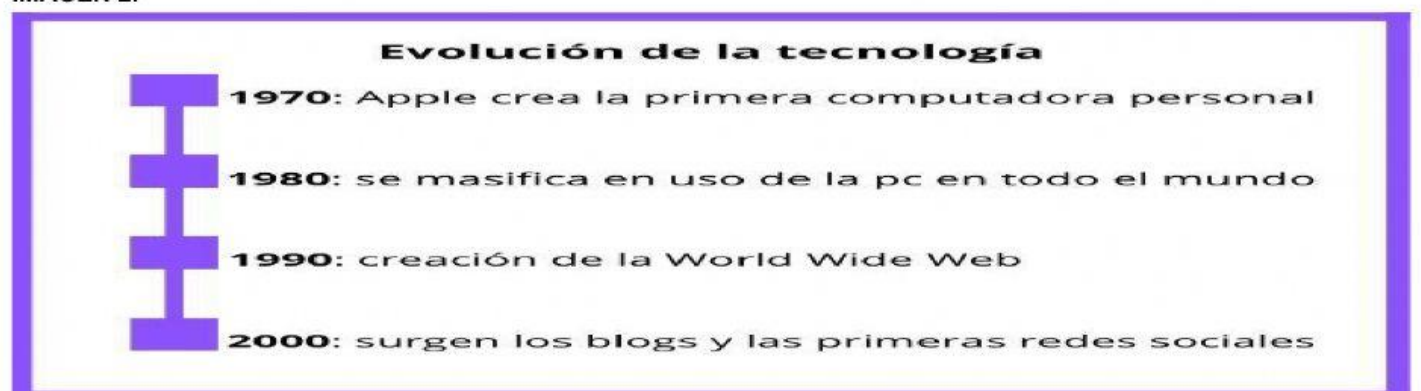 Evolución de la tecnología
1970: Apple crea la primera computadora personal
1980: se masifica en uso de la pc en todo el mundo
1990: creación de la World Wide Web
2000: surgen los blogs y las primeras redes sociales